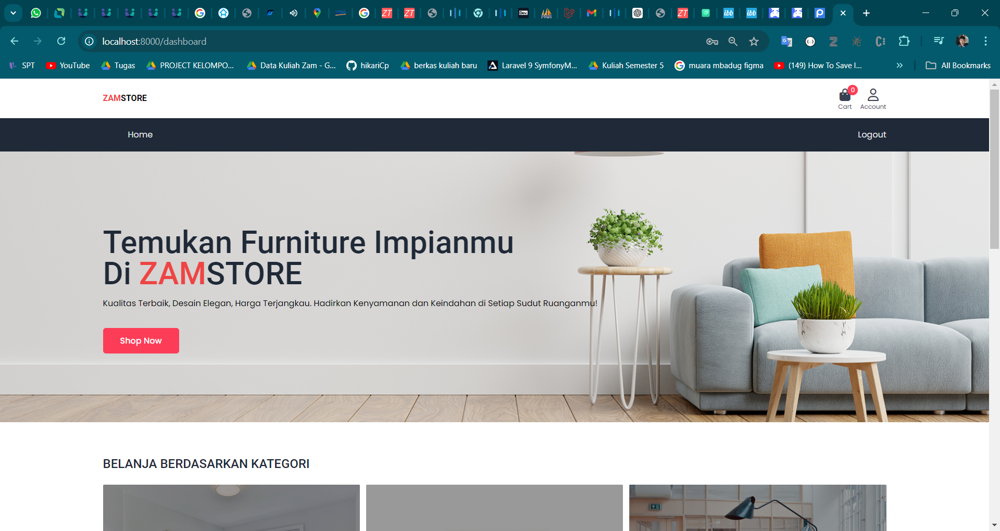 localhost:8000/dashboard
SPT
YouTube
Tugas
PROJECT KELOMPO...
Data Kuliah Zam - G...
hikariCp
berkas kuliah baru
Laravel 9 SymfonyM...
Kuliah Semester 5
muara mbadug figma
(149) How To Save I...
All Bookmarks
ZAMSTORE
0
Cart
Account
Home
Logout
Temukan Furniture Impianmu
Di ZAMSTORE
Kualitas Terbaik, Desain Elegan, Harga Terjangkau. Hadirkan Kenyamanan dan Keindahan di Setiap Sudut Ruanganmu!
Shop Now
BELANJA BERDASARKAN KATEGORI